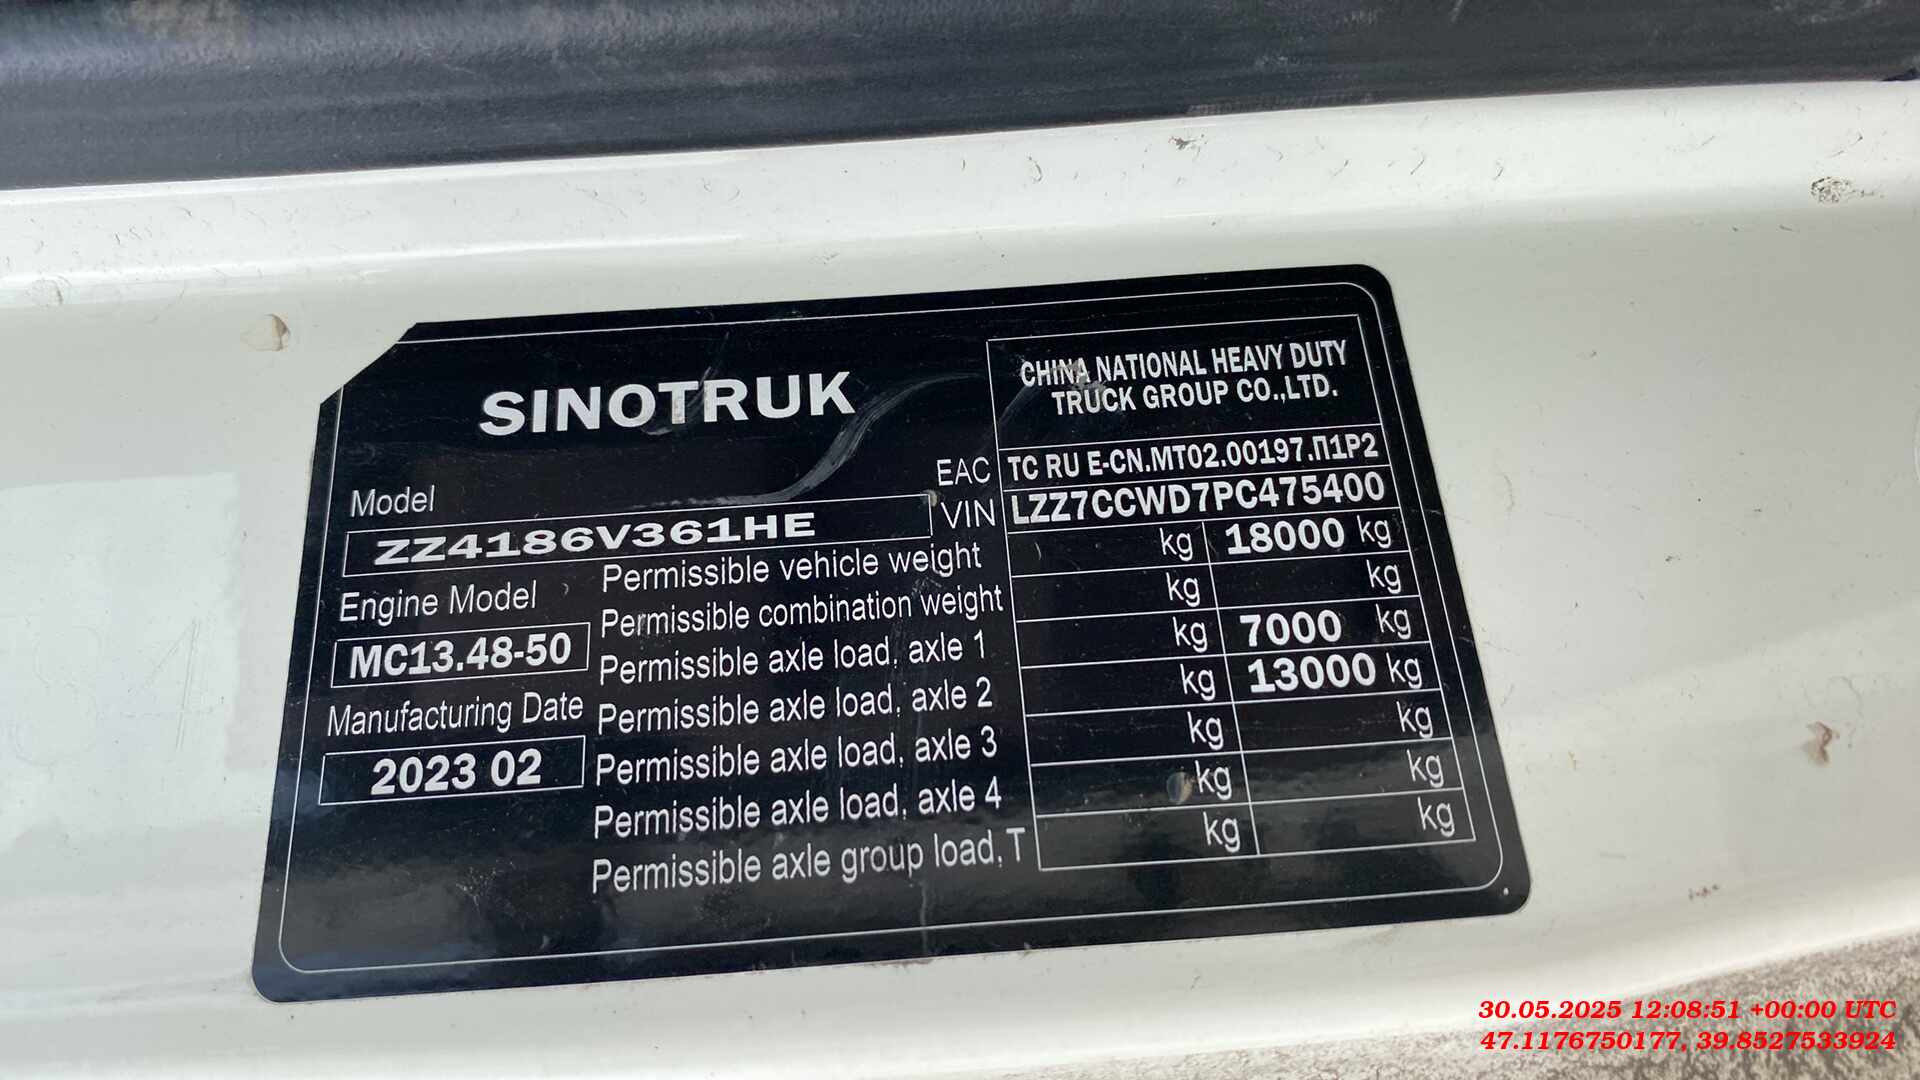 SINOTRUK
CHINA NATIONAL HEAVY DUTY
TRUCK GROUP CO.,LTD.
EAC TC RU E-CN.MT02.00197.П1Р2
VIN LZZ7CCWD7PC475400
Model
ZZ4186V361HE
Engine Model
MC13.48-50
Manufacturing Date
2023 02
Permissible vehicle weight kg 18000 kg
Permissible combination weight kg kg
Permissible axle load, axle 1 kg 7000 kg
Permissible axle load, axle 2 kg 13000 kg
Permissible axle load, axle 3 kg kg
Permissible axle load, axle 4 kg kg
Permissible axle group load, T kg kg
30.05.2025 12:08:51 +00:00 UTC
47.1176750177, 39.8527533924